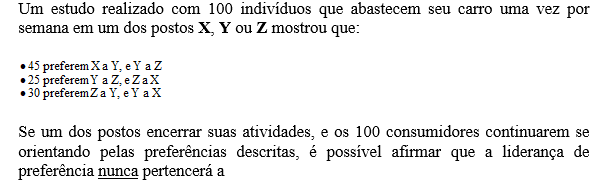 Um estudo realizado com 100 indivíduos que abastecem seu carro uma vez por
semana em um dos postos X, Y ou Z mostrou que:
• 45 preferem X a Y, e Y a Z
• 25 preferem Y a Z, e Z a X
• 30 preferem Z a Y, e Y a X
Se um dos postos encerrar suas atividades, e os 100 consumidores continuarem se
orientando pelas preferências descritas, é possível afirmar que a liderança de
preferência nunca pertencerá a